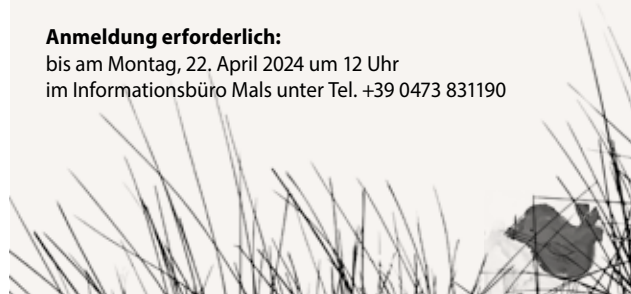 Anmeldung erforderlich:
bis am Montag, 22. April 2024 um 12 Uhr
im Informationsbüro Mals unter Tel. +39 0473 831190